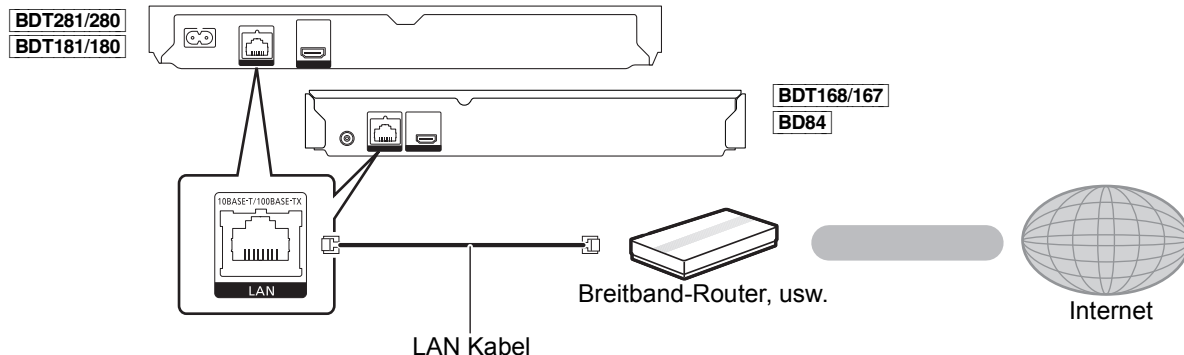 BDT281/280
BDT181/180
BDT168/167
BD84
10BASE-T/100BASE-TX
LAN
Breitband-Router, usw.
Internet
LAN Kabel